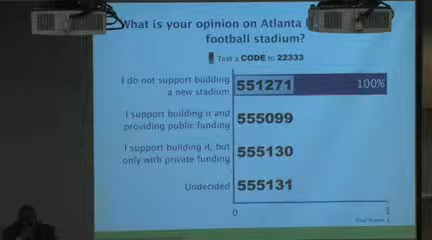 What is your opinion on Atlanta
football stadium?
Text a CODE to 22333
I do not support building
a new stadium
551271
100%
I support building it and
providing public funding
555099
I support building it, but
only with private funding
555130
Undecided
555131
0
1